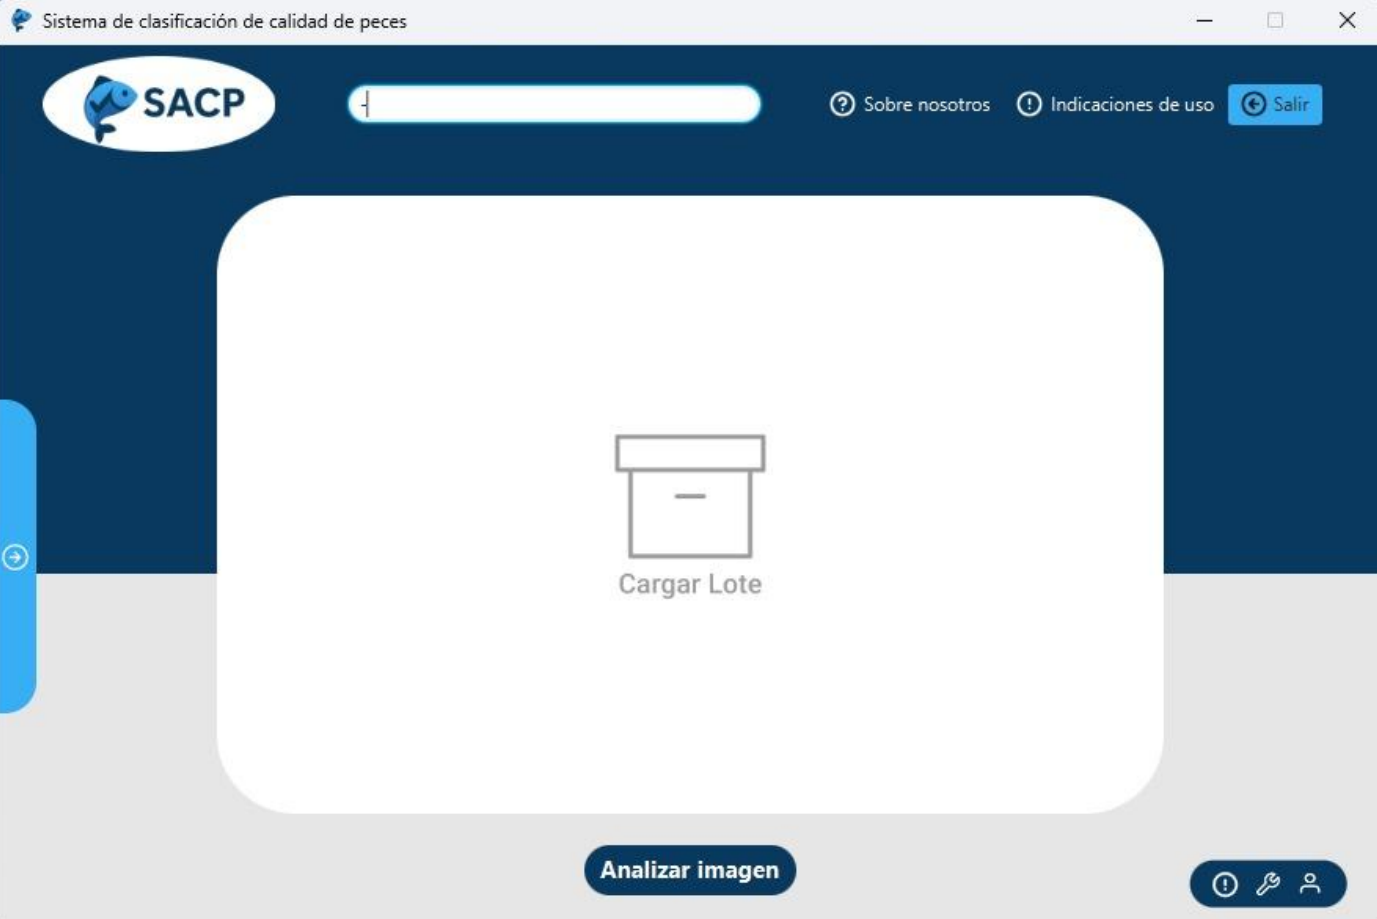 Sistema de clasificación de calidad de peces
SACP
-
Sobre nosotros
Indicaciones de uso
Salir
Cargar Lote
Analizar imagen